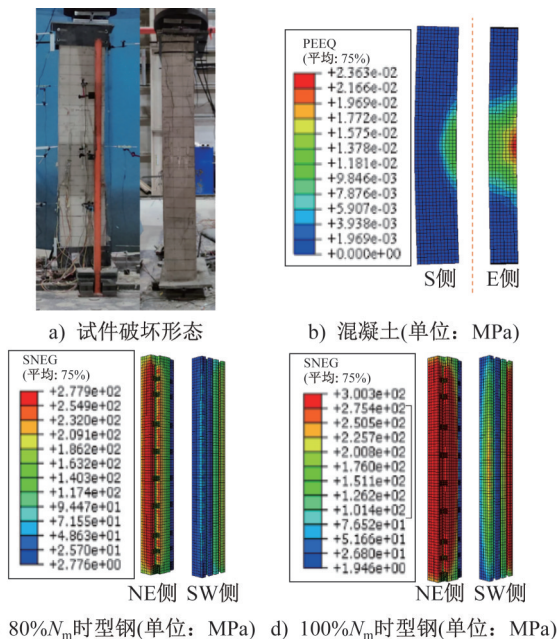 a) 试件破坏形态
PEEQ
(平均: 75%)
+2.363e-02
+2.166e-02
+1.969e-02
+1.772e-02
+1.575e-02
+1.378e-02
+1.181e-02
+9.846e-03
+7.876e-03
+5.907e-03
+3.938e-03
+1.969e-03
+0.000e+00
S侧 E侧
b) 混凝土(单位：MPa)
SNEG
(平均: 75%)
+2.779e+02
+2.549e+02
+2.320e+02
+2.091e+02
+1.862e+02
+1.632e+02
+1.403e+02
+1.174e+02
+9.447e+01
+7.155e+01
+4.863e+01
+2.570e+01
+2.776e+00
NE侧 SW侧
80%Nm时型钢(单位：MPa)
SNEG
(平均: 75%)
+3.003e+02
+2.754e+02
+2.505e+02
+2.257e+02
+2.008e+02
+1.760e+02
+1.511e+02
+1.262e+02
+1.014e+02
+7.652e+01
+5.166e+01
+2.680e+01
+1.946e+00
NE侧 SW侧
d) 100%Nm时型钢(单位：MPa)